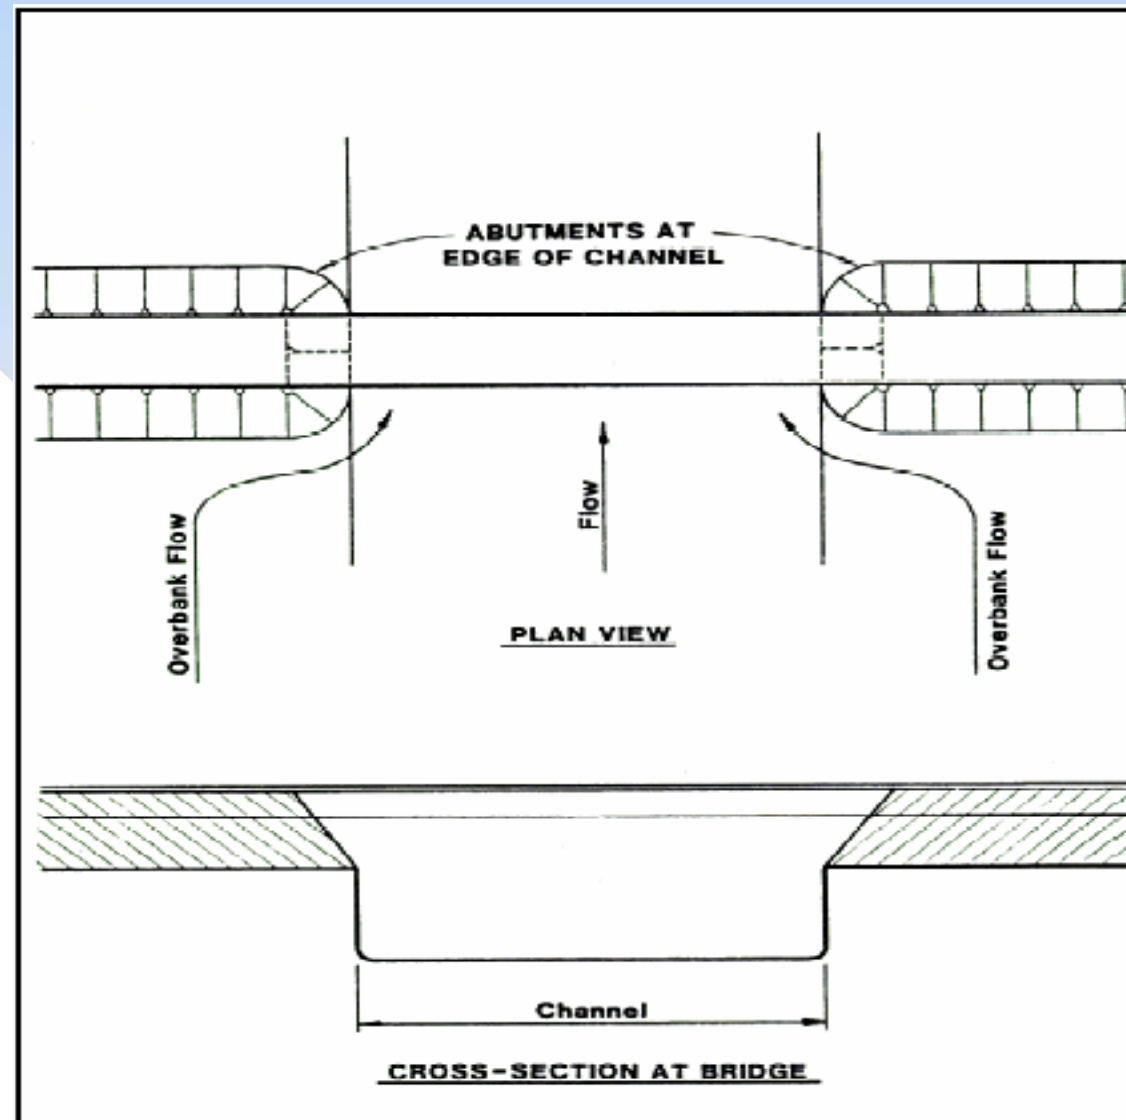 ABUTMENTS AT
EDGE OF CHANNEL
Overbank Flow
Flow
Overbank Flow
PLAN VIEW
Channel
CROSS-SECTION AT BRIDGE